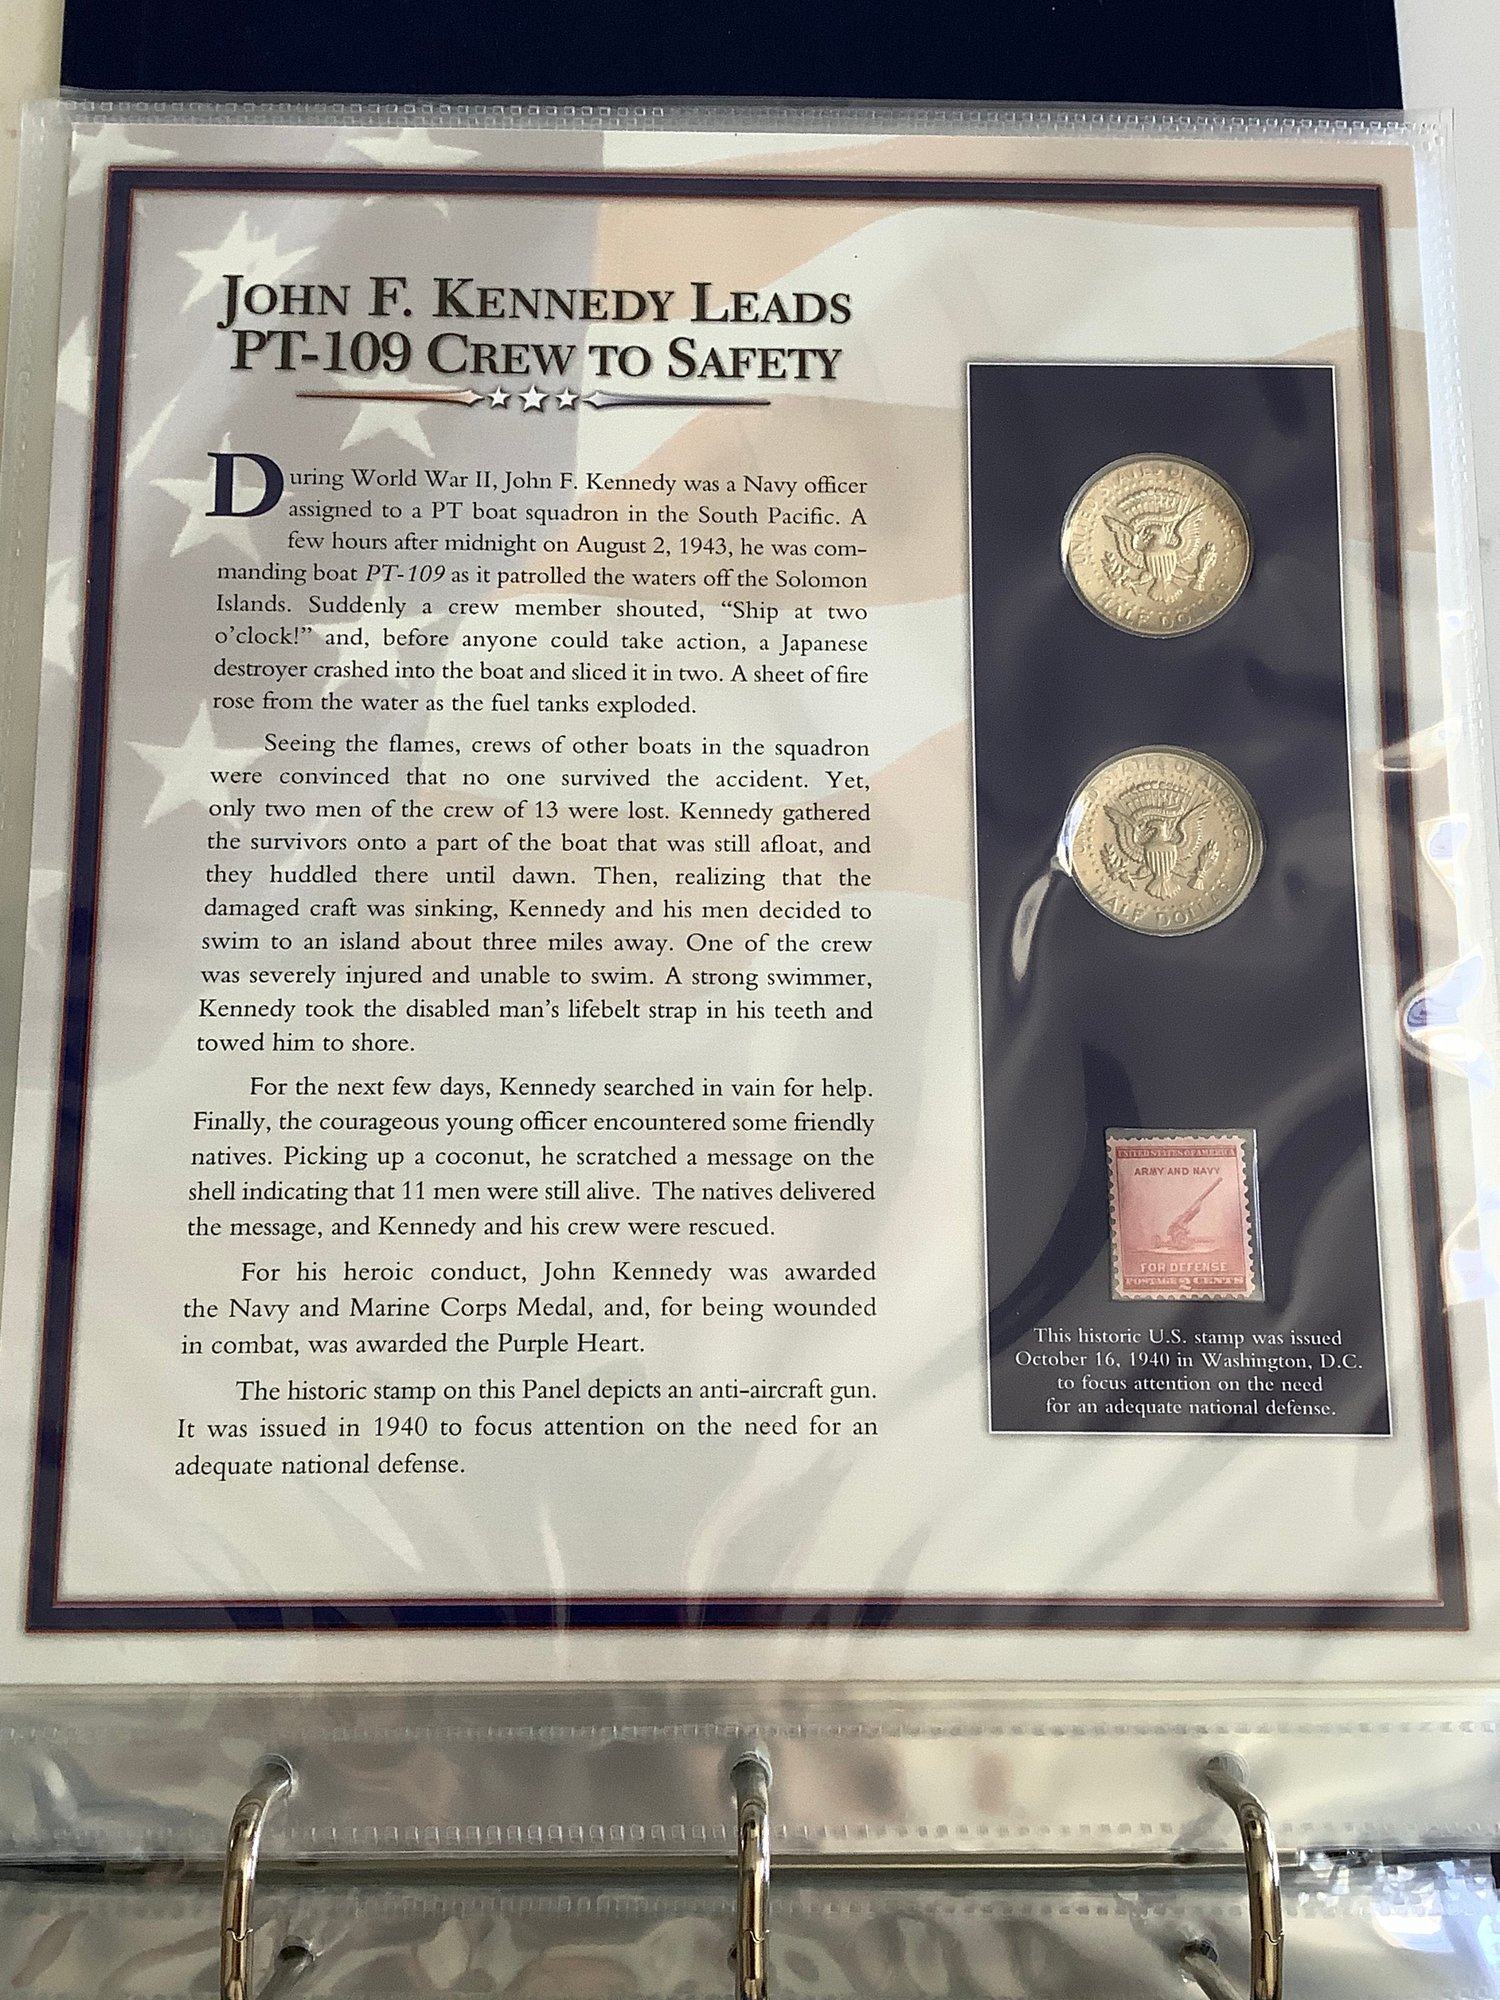 JOHN F. KENNEDY LEADS
PT-109 CREW TO SAFETY
During World War II, John F. Kennedy was a Navy officer
assigned to a PT boat squadron in the South Pacific. A
few hours after midnight on August 2, 1943, he was com-
manding boat PT-109 as it patrolled the waters off the Solomon
Islands. Suddenly a crew member shouted, “Ship at two
o’clock!” and, before anyone could take action, a Japanese
destroyer crashed into the boat and sliced it in two. A sheet of fire
rose from the water as the fuel tanks exploded.
Seeing the flames, crews of other boats in the squadron
were convinced that no one survived the accident. Yet,
only two men of the crew of 13 were lost. Kennedy gathered
the survivors onto a part of the boat that was still afloat, and
they huddled there until dawn. Then, realizing that the
damaged craft was sinking, Kennedy and his men decided to
swim to an island about three miles away. One of the crew
was severely injured and unable to swim. A strong swimmer,
Kennedy took the disabled man’s lifebelt strap in his teeth and
towed him to shore.
For the next few days, Kennedy searched in vain for help.
Finally, the courageous young officer encountered some friendly
natives. Picking up a coconut, he scratched a message on the
shell indicating that 11 men were still alive. The natives delivered
the message, and Kennedy and his crew were rescued.
For his heroic conduct, John Kennedy was awarded
the Navy and Marine Corps Medal, and, for being wounded
in combat, was awarded the Purple Heart.
The historic stamp on this Panel depicts an anti-aircraft gun.
It was issued in 1940 to focus attention on the need for an
adequate national defense.
UNITED STATES OF AMERICA
HALF DOLLAR
UNITED STATES OF AMERICA
HALF DOLLAR
UNITED STATES OF AMERICA
ARMY AND NAVY
FOR DEFENSE
POSTAGE 2 CENTS
This historic U.S. stamp was issued
October 16, 1940 in Washington, D.C.
to focus attention on the need
for an adequate national defense.